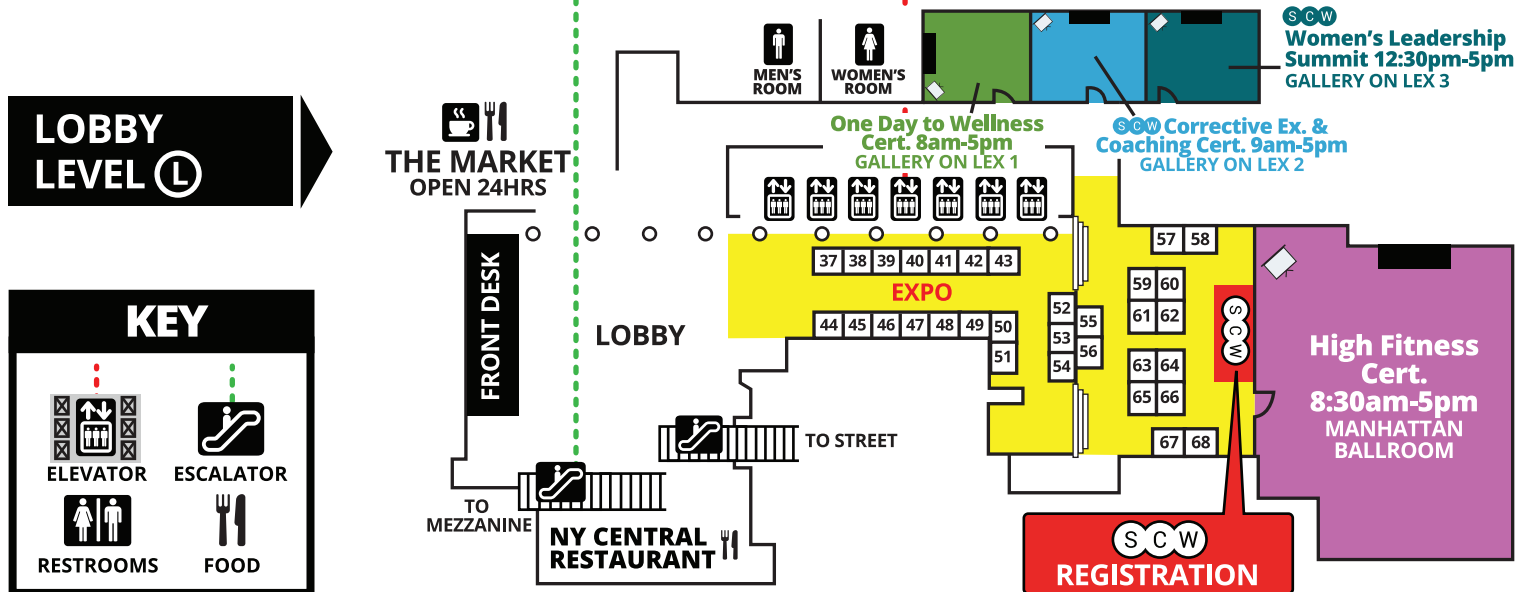 LOBBY
LEVEL L
KEY
ELEVATOR
ESCALATOR
RESTROOMS
FOOD
THE MARKET
OPEN 24HRS
FRONT DESK
LOBBY
TO
MEZZANINE
NY CENTRAL
RESTAURANT
TO STREET
MEN'S
ROOM
WOMEN'S
ROOM
One Day to Wellness
Cert. 8am-5pm
GALLERY ON LEX 1
SCW Corrective Ex. &
Coaching Cert. 9am-5pm
GALLERY ON LEX 2
SCW
Women's Leadership
Summit 12:30pm-5pm
GALLERY ON LEX 3
37 38 39 40 41 42 43
EXPO
44 45 46 47 48 49 50
51
52
53
54
55
56
57 58
59 60
61 62
63 64
65 66
67 68
SCW
High Fitness
Cert.
8:30am-5pm
MANHATTAN
BALLROOM
SCW
REGISTRATION